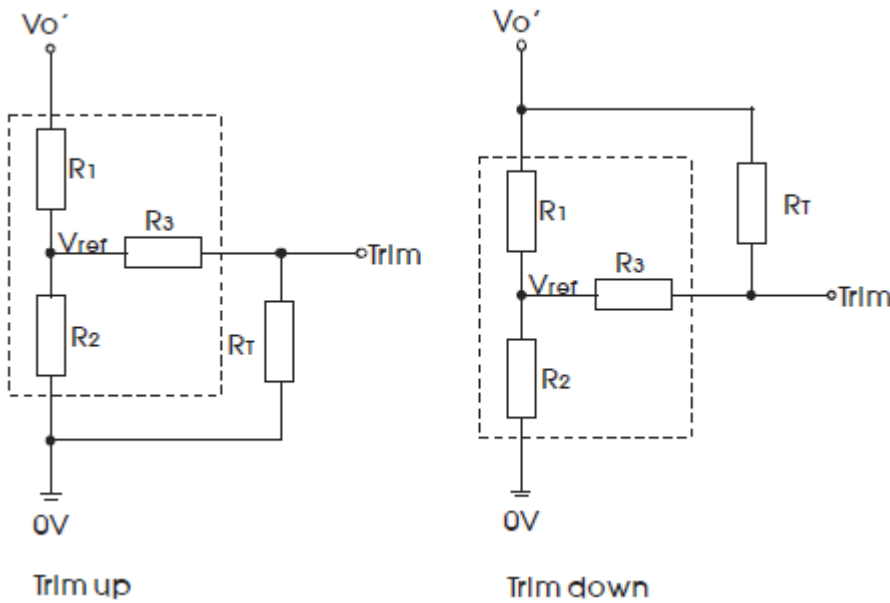 Vo′
R1
R3
Vref
Trim
R2
RT
0V
Trim up
Vo′
R1
RT
R3
Vref
Trim
R2
0V
Trim down